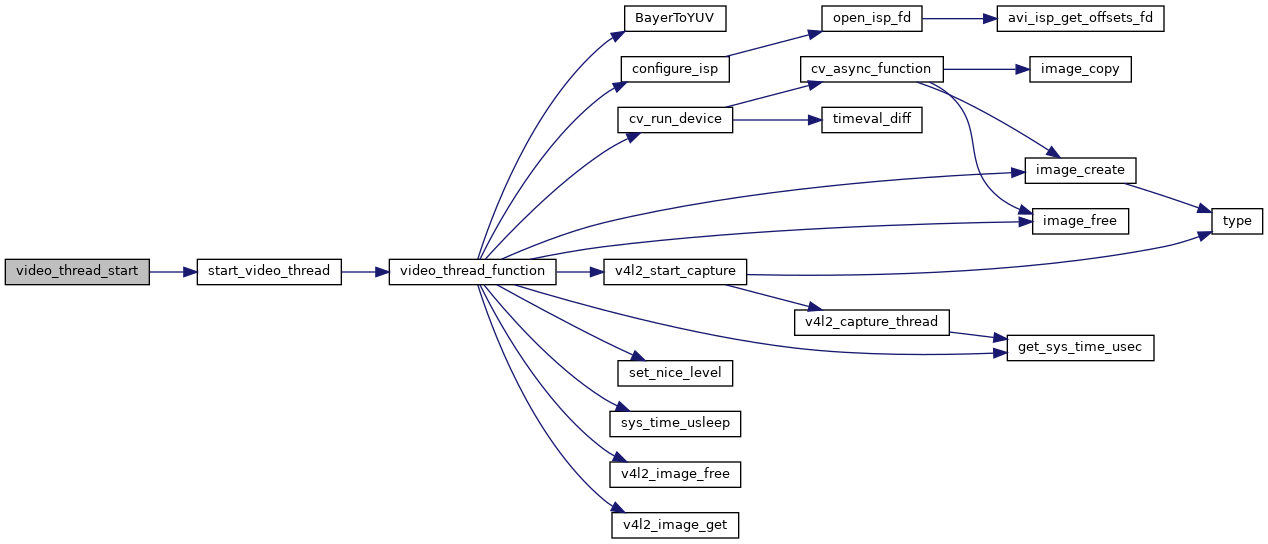 BayerToYUV
open_isp_fd
avi_isp_get_offsets_fd
configure_isp
cv_async_function
image_copy
cv_run_device
timeval_diff
image_create
image_free
type
video_thread_start
start_video_thread
video_thread_function
v4l2_start_capture
v4l2_capture_thread
get_sys_time_usec
set_nice_level
sys_time_usleep
v4l2_image_free
v4l2_image_get